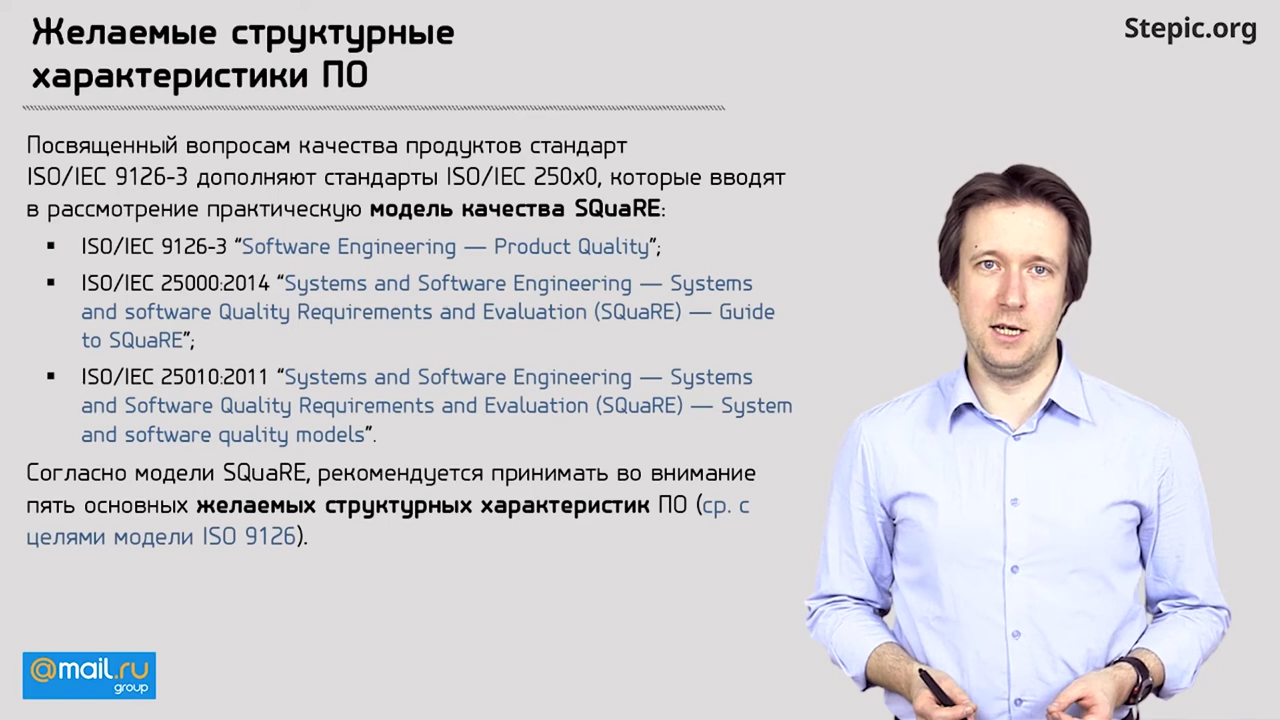 Желаемые структурные
характеристики ПО
Stepic.org
Посвященный вопросам качества продуктов стандарт
ISO/IEC 9126-3 дополняют стандарты ISO/IEC 250x0, которые вводят
в рассмотрение практическую модель качества SQuaRE:
▪ ISO/IEC 9126-3 “Software Engineering — Product Quality”;
▪ ISO/IEC 25000:2014 “Systems and Software Engineering — Systems
and software Quality Requirements and Evaluation (SQuaRE) — Guide
to SQuaRE”;
▪ ISO/IEC 25010:2011 “Systems and Software Engineering — Systems
and Software Quality Requirements and Evaluation (SQuaRE) — System
and software quality models”.
Согласно модели SQuaRE, рекомендуется принимать во внимание
пять основных желаемых структурных характеристик ПО (ср. с
целями модели ISO 9126).
@mail.ru
group